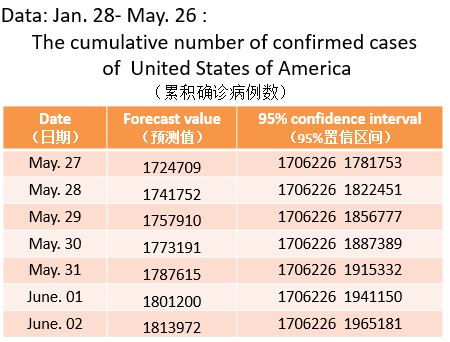 Data: Jan. 28- May. 26 :
The cumulative number of confirmed cases
of United States of America
（累积确诊病例数）
Date Forecast value 95% confidence interval
（日期） （预测值） （95%置信区间）
May. 27 1724709 1706226 1781753
May. 28 1741752 1706226 1822451
May. 29 1757910 1706226 1856777
May. 30 1773191 1706226 1887389
May. 31 1787615 1706226 1915332
June. 01 1801200 1706226 1941150
June. 02 1813972 1706226 1965181